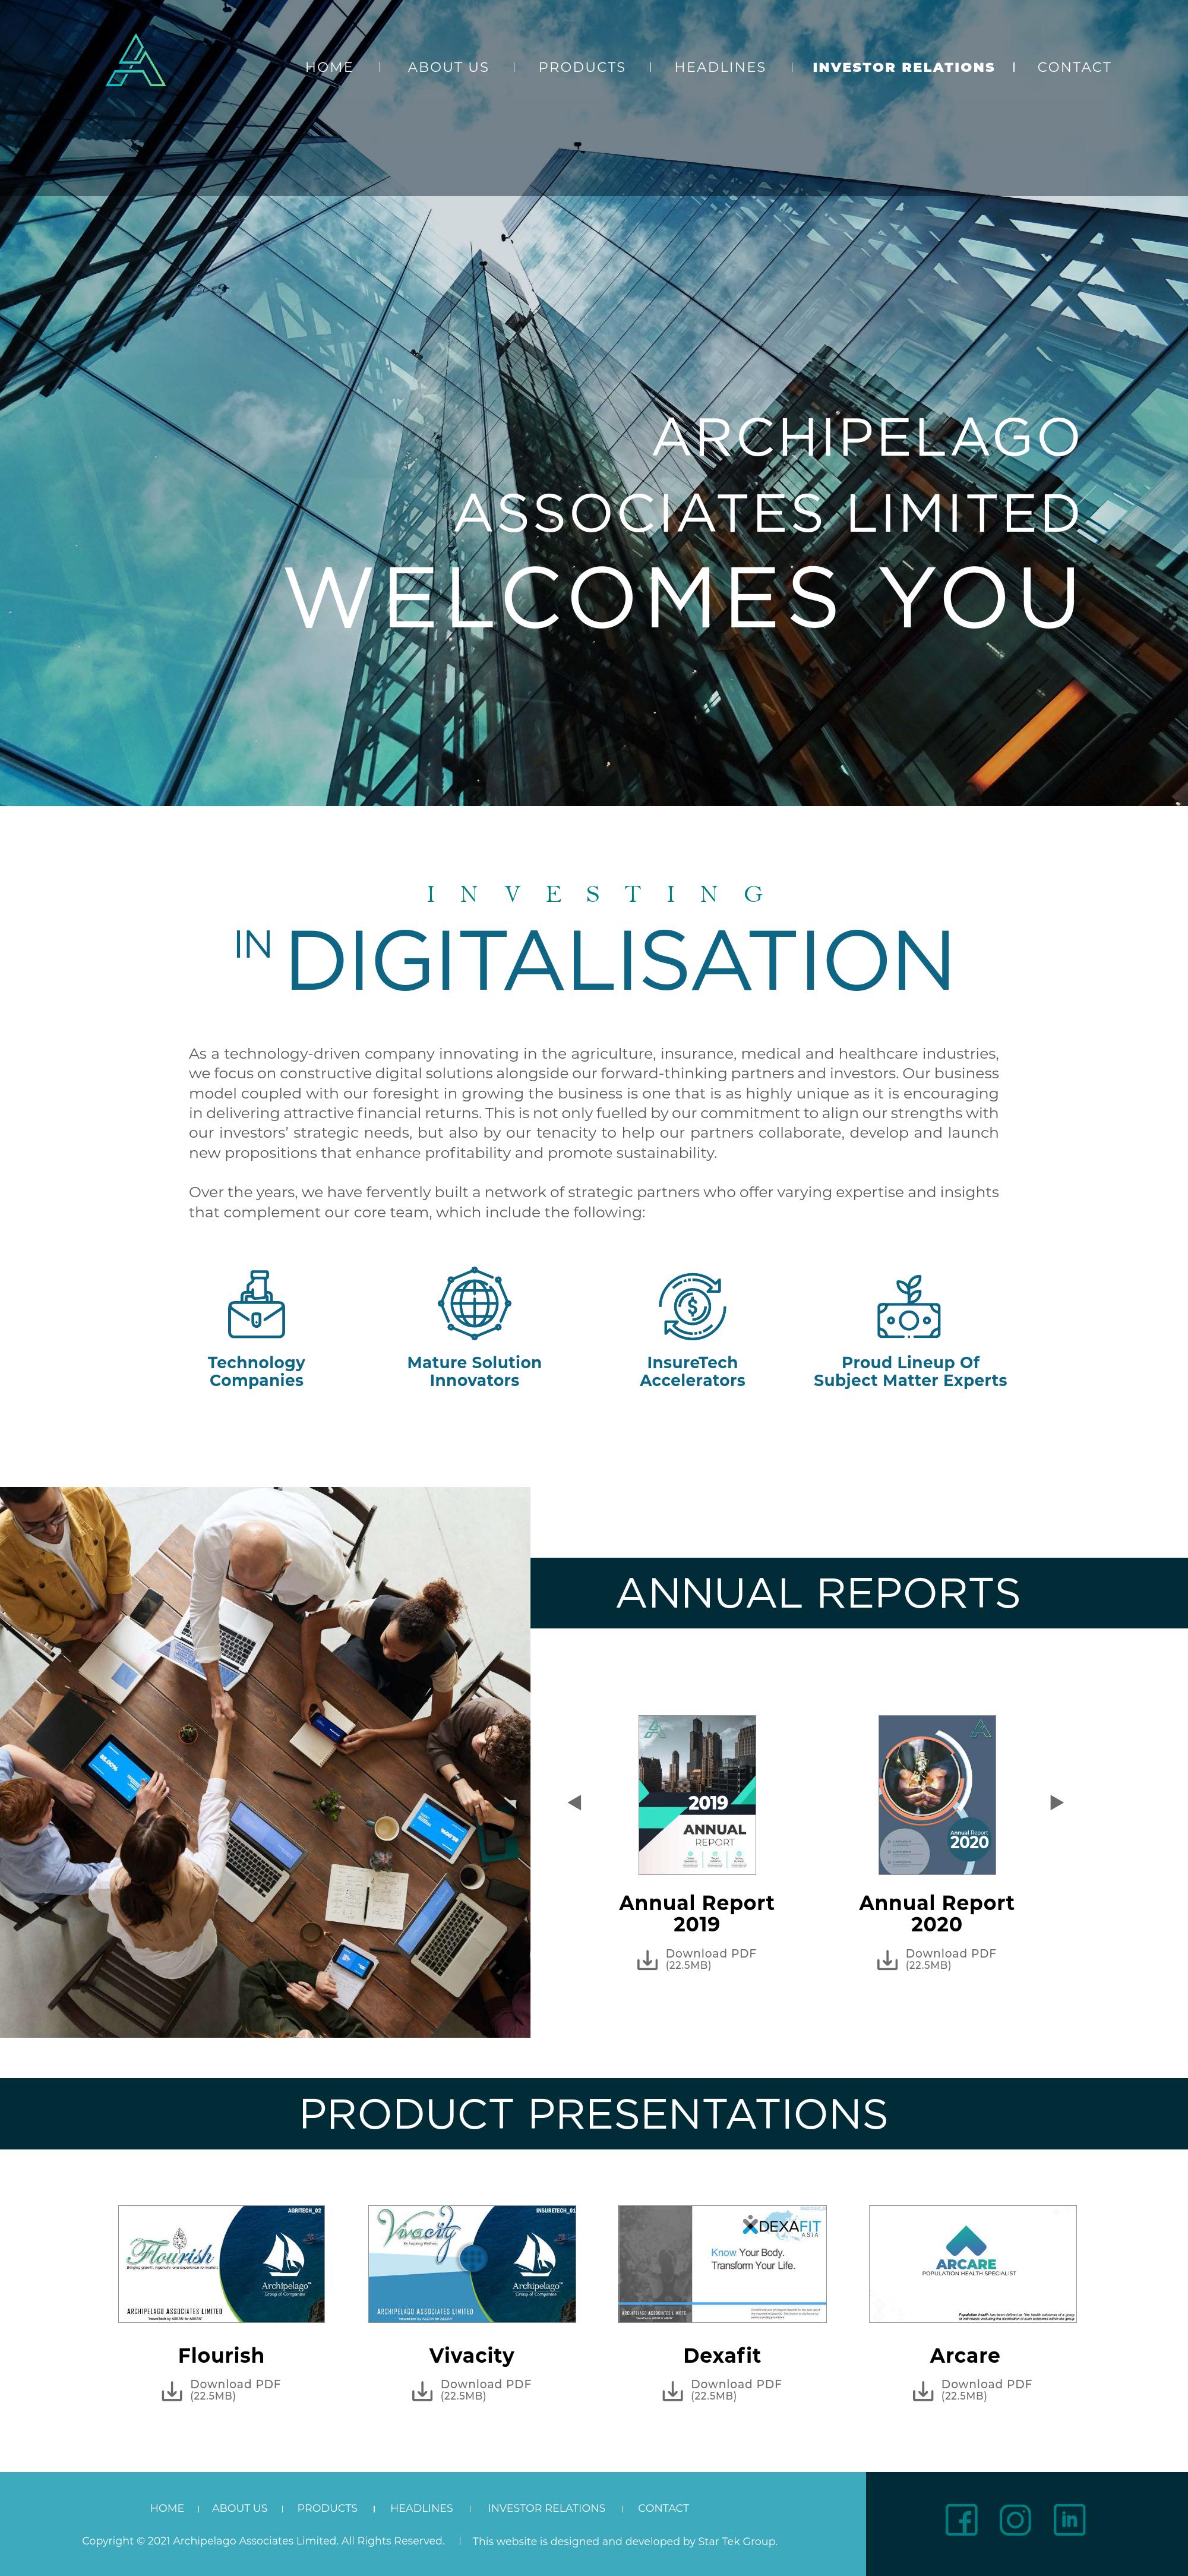 HOME | ABOUT US | PRODUCTS | HEADLINES | INVESTOR RELATIONS | CONTACT
ARCHIPELAGO
ASSOCIATES LIMITED
WELCOMES YOU
INVESTING
IN DIGITALISATION
As a technology-driven company innovating in the agriculture, insurance, medical and healthcare industries,
we focus on constructive digital solutions alongside our forward-thinking partners and investors. Our business
model coupled with our foresight in growing the business is one that is as highly unique as it is encouraging
in delivering attractive financial returns. This is not only fuelled by our commitment to align our strengths with
our investors' strategic needs, but also by our tenacity to help our partners collaborate, develop and launch
new propositions that enhance profitability and promote sustainability.
Over the years, we have fervently built a network of strategic partners who offer varying expertise and insights
that complement our core team, which include the following:
Technology
Companies
Mature Solution
Innovators
InsureTech
Accelerators
Proud Lineup Of
Subject Matter Experts
ANNUAL REPORTS
2019
ANNUAL
REPORT
Annual Report
2020
Annual Report
2019
Download PDF
(22.5MB)
Annual Report
2020
Download PDF
(22.5MB)
PRODUCT PRESENTATIONS
AGRITECH_02
Flourish
Archipelago
Group of Companies
ARCHIPELAGO ASSOCIATES LIMITED
INSURETECH_01
Vivacity
Archipelago
Group of Companies
ARCHIPELAGO ASSOCIATES LIMITED
DEXAFIT
ASIA
Know Your Body.
Transform Your Life.
ARCHIPELAGO ASSOCIATES LIMITED
ARCARE
POPULATION HEALTH SPECIALIST
Flourish
Download PDF
(22.5MB)
Vivacity
Download PDF
(22.5MB)
Dexafit
Download PDF
(22.5MB)
Arcare
Download PDF
(22.5MB)
HOME | ABOUT US | PRODUCTS | HEADLINES | INVESTOR RELATIONS | CONTACT
Copyright © 2021 Archipelago Associates Limited. All Rights Reserved. | This website is designed and developed by Star Tek Group.